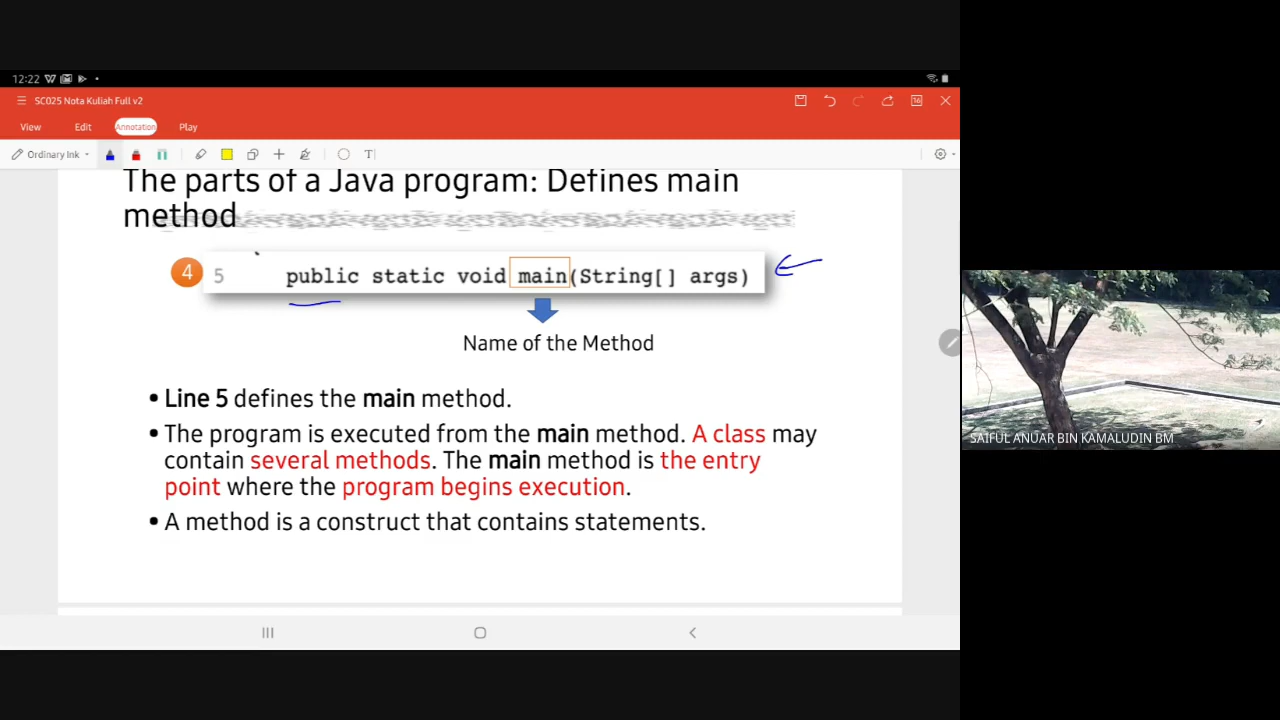 12:22
SC025 Nota Kuliah Full v2
16
View Edit Annotation Play
Ordinary Ink T
The parts of a Java program: Defines main
method
4 5 public static void main(String[] args)
Name of the Method
• Line 5 defines the main method.
• The program is executed from the main method. A class may
contain several methods. The main method is the entry
point where the program begins execution.
• A method is a construct that contains statements.
SAIFUL ANUAR BIN KAMALUDIN BM